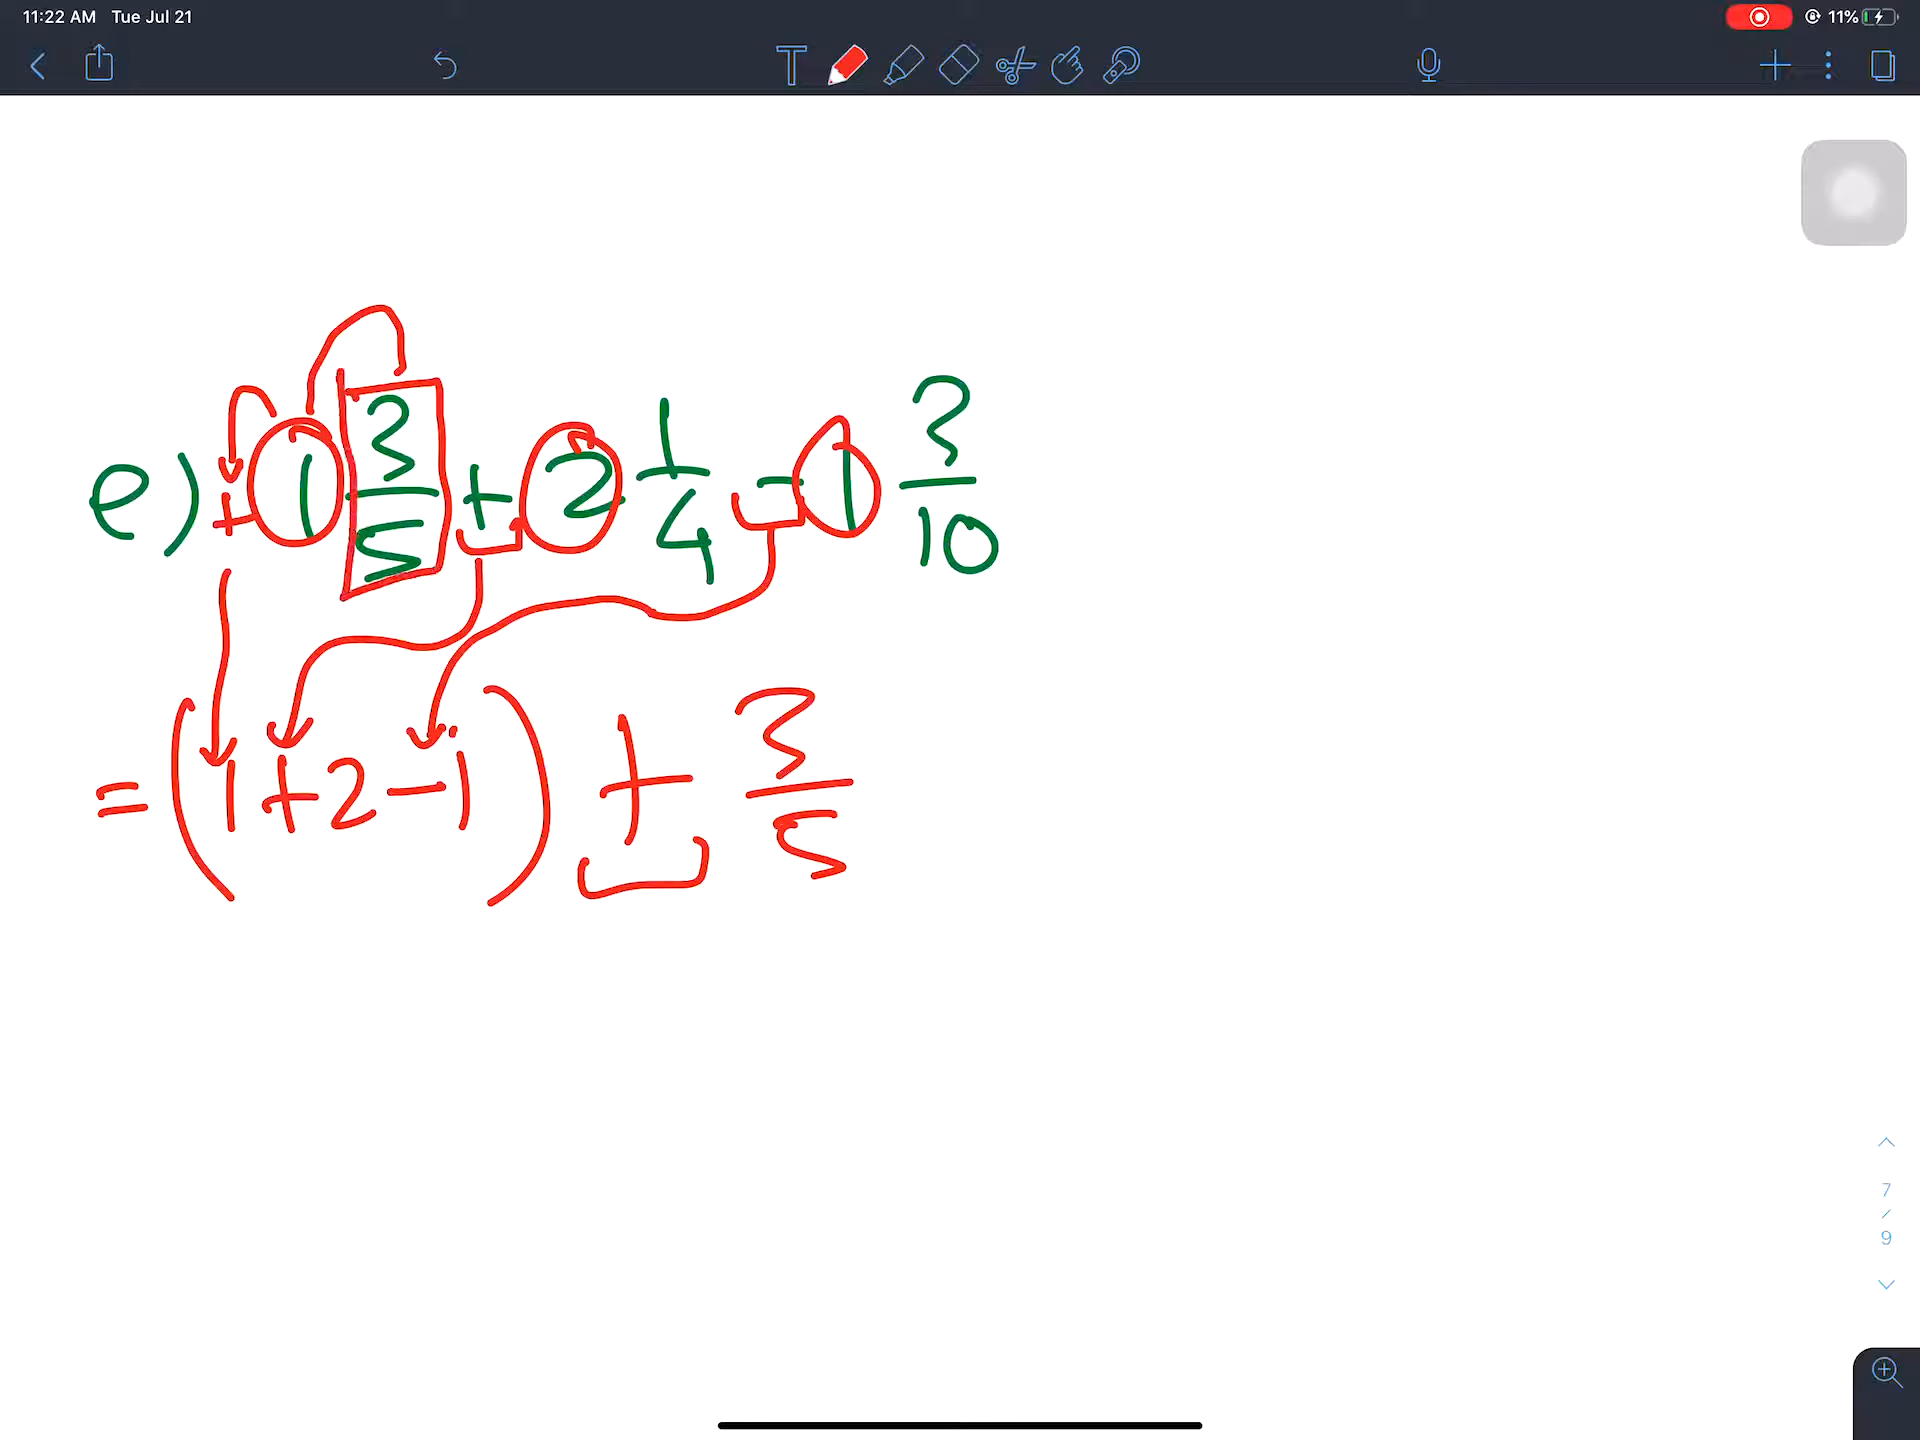 11:22 AM Tue Jul 21
11%
T
e) + 1 3/5 + 2 1/4 - 1 3/10
= (1+2-1) + 3/5
7
/
9